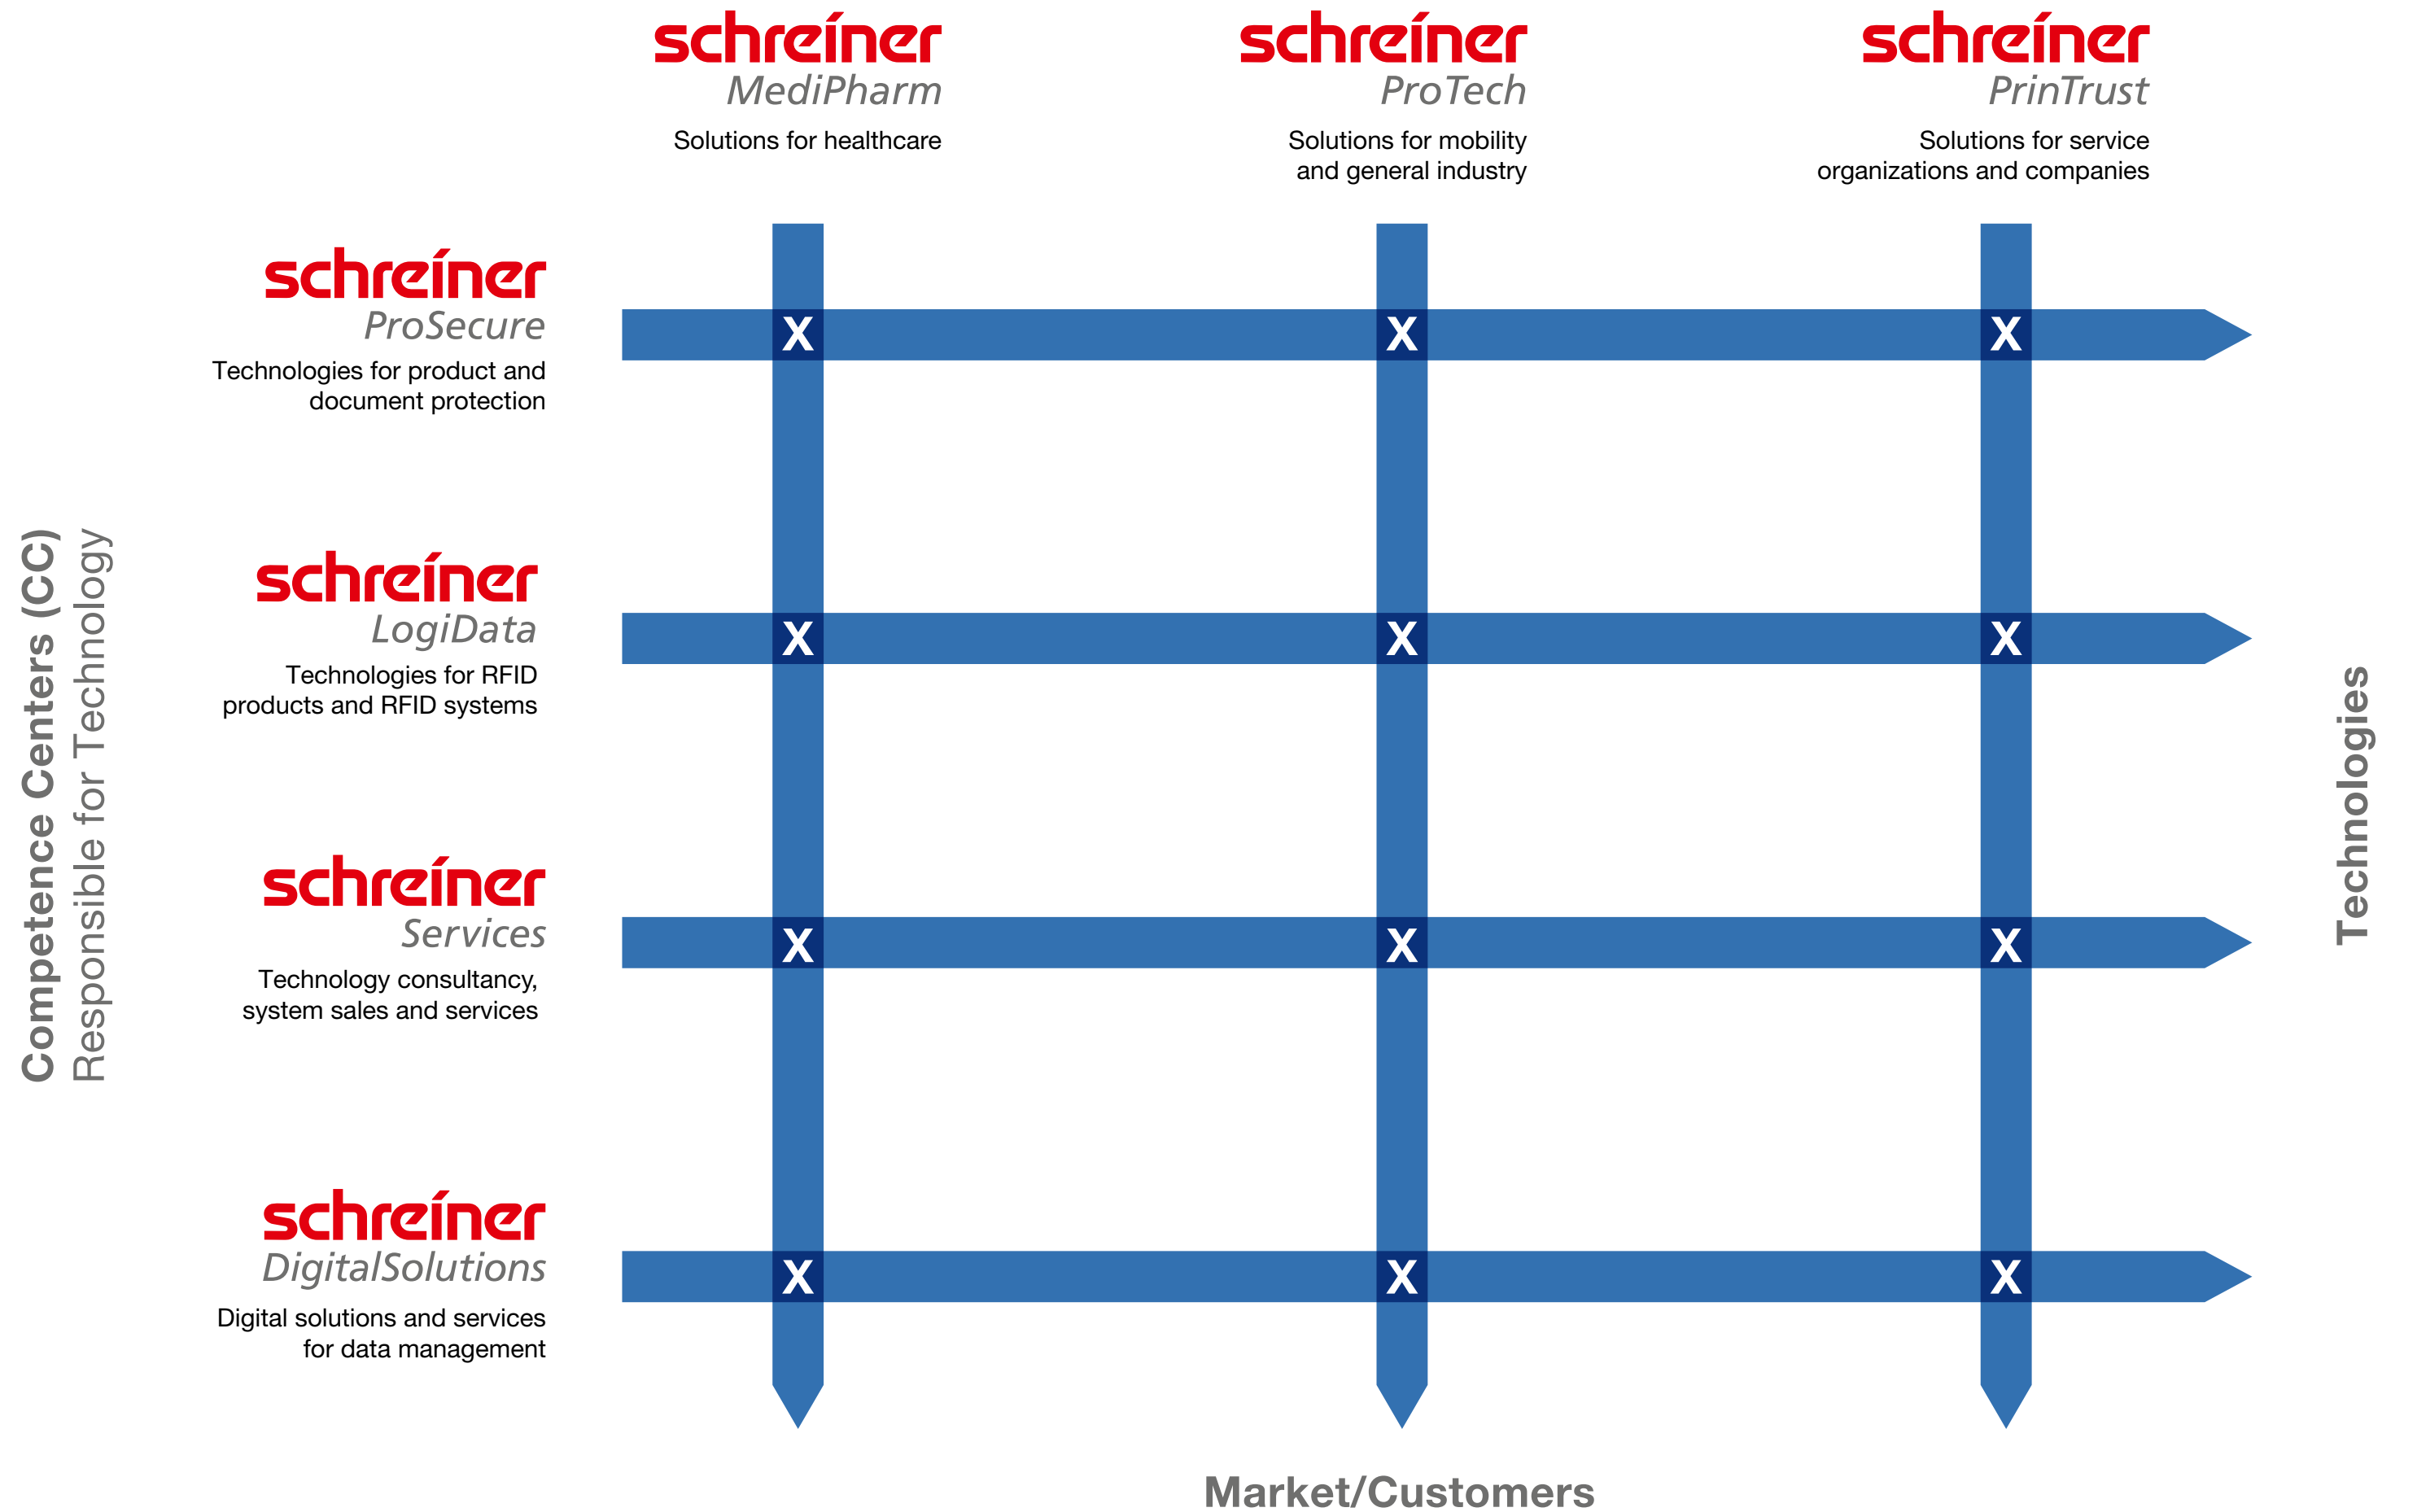 schreiner
MediPharm
Solutions for healthcare
schreiner
ProTech
Solutions for mobility
and general industry
schreiner
PrinTrust
Solutions for service
organizations and companies
Competence Centers (CC)
Responsible for Technology
schreiner
ProSecure
Technologies for product and
document protection
X X X
schreiner
LogiData
Technologies for RFID
products and RFID systems
X X X
schreiner
Services
Technology consultancy,
system sales and services
X X X
schreiner
DigitalSolutions
Digital solutions and services
for data management
X X X
Technologies
Market/Customers